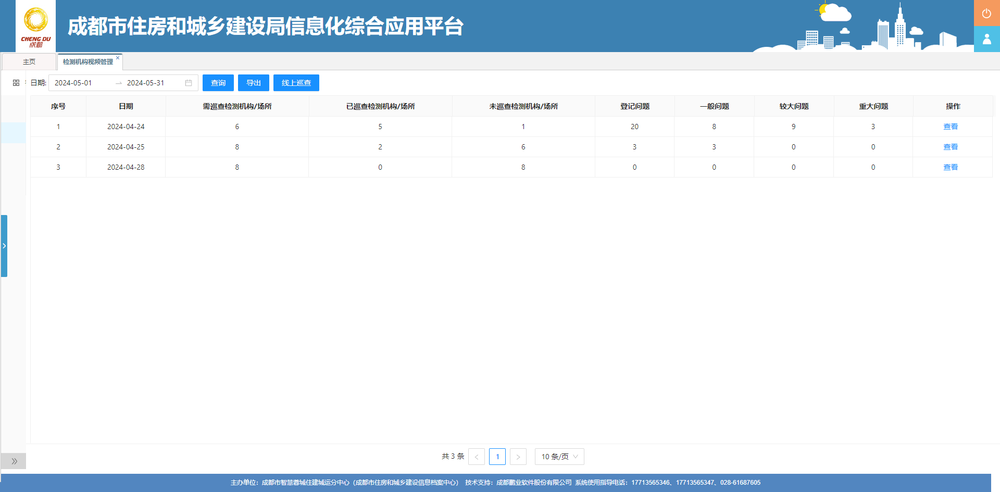 CHENG DU
成都
成都市住房和城乡建设局信息化综合应用平台
主页 检测机构视频管理
日期: 2024-05-01 2024-05-31 查询 导出 线上巡查
序号 日期 需巡查检测机构/场所 已巡查检测机构/场所 未巡查检测机构/场所 登记问题 一般问题 较大问题 重大问题 操作
1 2024-04-24 6 5 1 20 8 9 3 查看
2 2024-04-25 8 2 6 3 3 0 0 查看
3 2024-04-28 8 0 8 0 0 0 0 查看
共 3 条 1 10 条/页
主办单位：成都市智慧蓉城住建城运分中心（成都市住房和城乡建设信息档案中心） 技术支持：成都鹏业软件股份有限公司 系统使用指导电话：17713565346、17713565347、028-61687605